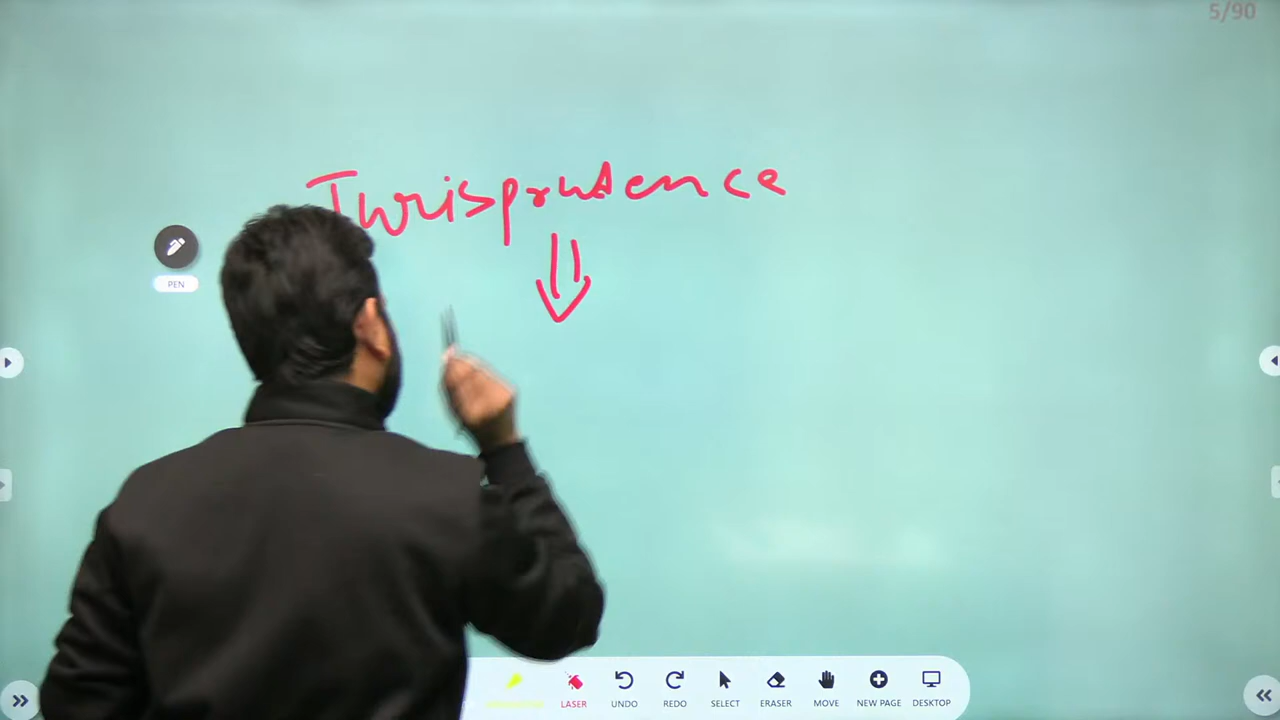 5/90
Jurisprudence
PEN
LASER UNDO REDO SELECT ERASER MOVE NEW PAGE DESKTOP